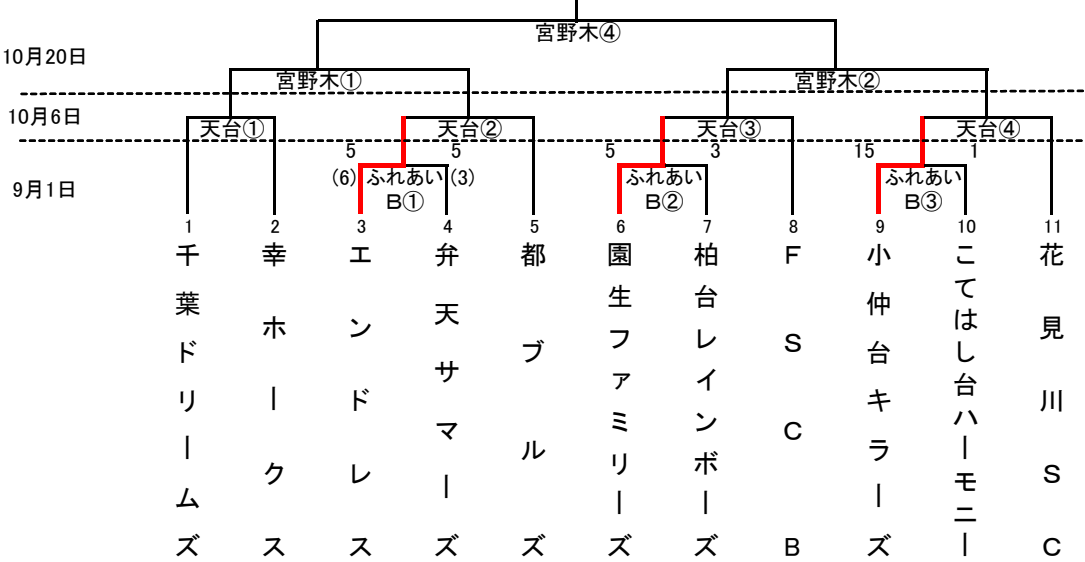 宮野木④
10月20日
宮野木① 宮野木②
10月6日
天台① 天台② 天台③ 天台④
5 5 5 3 15 1
(6) ふれあい (3) ふれあい ふれあい
9月1日
B① B② B③
1 2 3 4 5 6 7 8 9 10 11
千葉ドリームズ
幸ホークス
エンドレス
弁天サマーズ
都ブルズ
園生ファミリーズ
柏台レインボーズ
FSCB
小仲台キラーズ
こてはし台ハーモニー
花見川SC